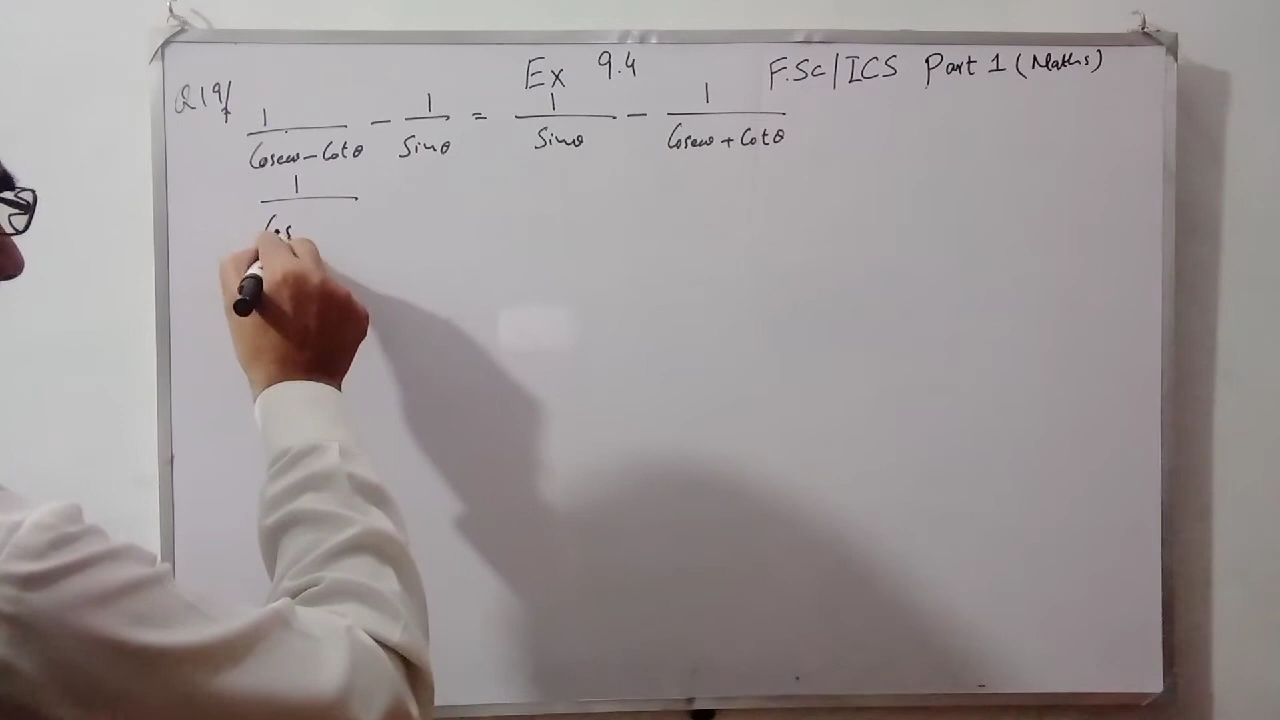 Ex 9.4 F.Sc/ICS Part 1 (Maths)
Q19/ 1/(Cosecθ - Cotθ) - 1/Sinθ = 1/Sinθ - 1/(Cosecθ + Cotθ)
1/Cos